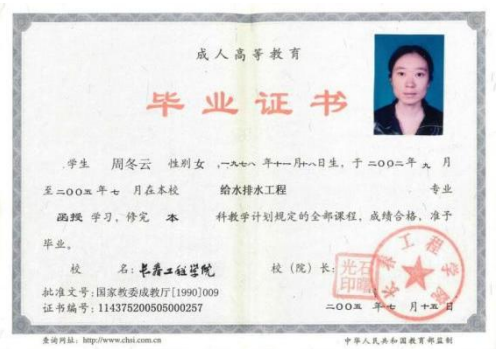 成人高等教育
毕业证书
学生 周冬云 性别 女 ,一九七八 年十一月十八日生, 于二〇〇二年 九 月
至二〇〇五年 七 月在本校 给水排水工程 专业
函授 学习, 修完 本 科教学计划规定的全部课程, 成绩合格, 准予
毕业。
校 名: 长春工程学院 校(院)长:
批准文号: 国家教委成教厅[1990]009
证书编号: 114375200505000257 二〇〇五 年 七 月十五日
查询网址: http://www.chsi.com.cn 中华人民共和国教育部监制